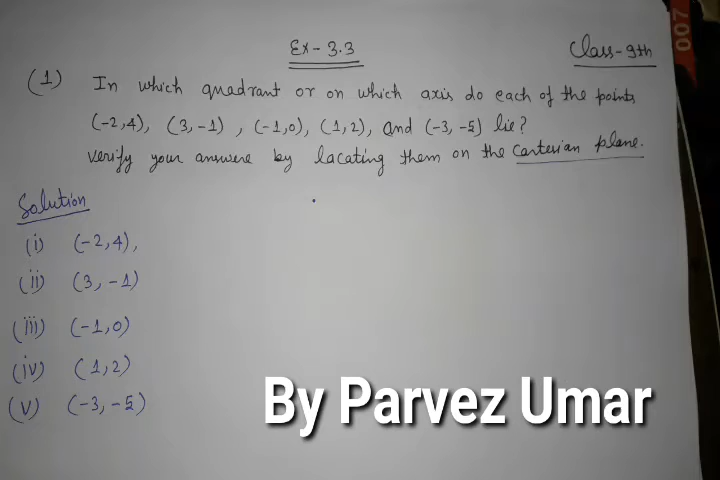 Ex - 3.3
Class - 9th
007
(1) In which quadrant or on which axis do each of the points
(-2,4), (3, -1), (-1,0), (1,2), and (-3, -5) lie?
verify your answere by lacating them on the Cartesian plane.
Solution
(i) (-2,4),
(ii) (3, -1)
(iii) (-1,0)
(iv) (1,2)
(v) (-3, -5)
By Parvez Umar